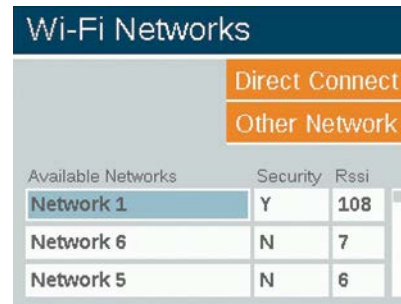 Wi-Fi Networks
Direct Connect
Other Network
Available Networks Security Rssi
Network 1 Y 108
Network 6 N 7
Network 5 N 6